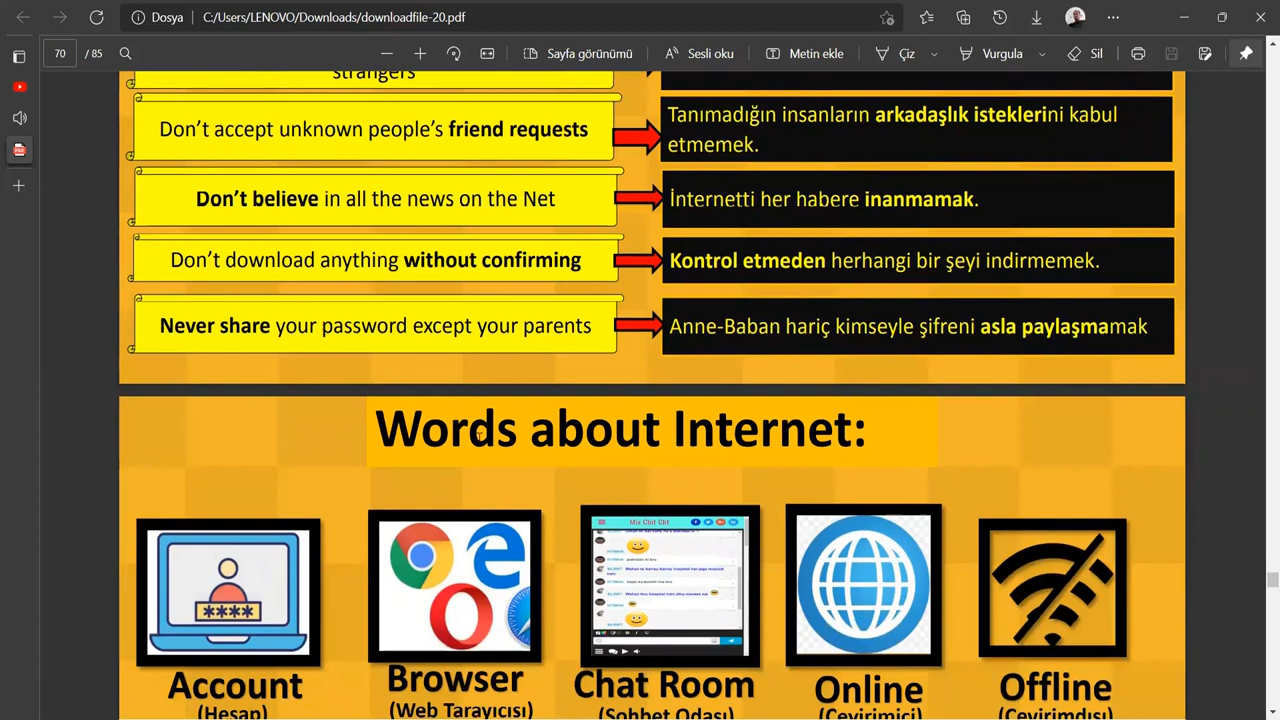 Dosya
C:/Users/LENOVO/Downloads/downloadfile-20.pdf
70 / 85
Sayfa görünümü
Sesli oku
Metin ekle
Çiz
Vurgula
Sil
strangers
Don't accept unknown people's friend requests
Tanımadığın insanların arkadaşlık isteklerini kabul
etmemek.
Don't believe in all the news on the Net
İnternetti her habere inanmamak.
Don't download anything without confirming
Kontrol etmeden herhangi bir şeyi indirmemek.
Never share your password except your parents
Anne-Baban hariç kimseyle şifreni asla paylaşmamak
Words about Internet:
Mix Chit Cht
****
Account
(Hesap)
Browser
(Web Tarayıcısı)
Chat Room
(Sohbet Odası)
Online
(Çevirimiçi)
Offline
(Çevirimdışı)